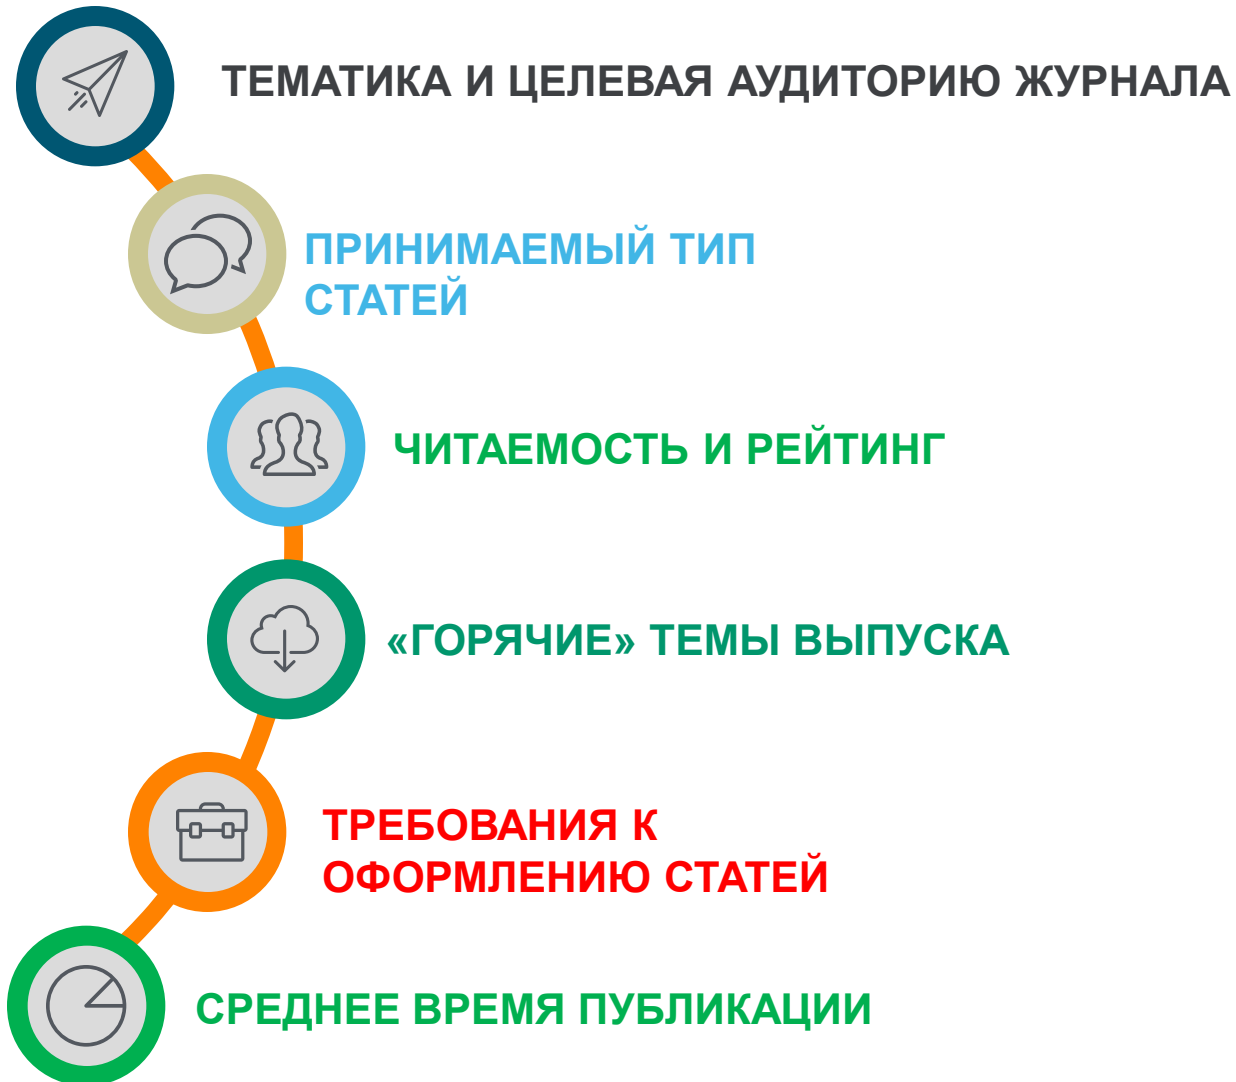 ТЕМАТИКА И ЦЕЛЕВАЯ АУДИТОРИЮ ЖУРНАЛА
ПРИНИМАЕМЫЙ ТИП
СТАТЕЙ
ЧИТАЕМОСТЬ И РЕЙТИНГ
«ГОРЯЧИЕ» ТЕМЫ ВЫПУСКА
ТРЕБОВАНИЯ К
ОФОРМЛЕНИЮ СТАТЕЙ
СРЕДНЕЕ ВРЕМЯ ПУБЛИКАЦИИ